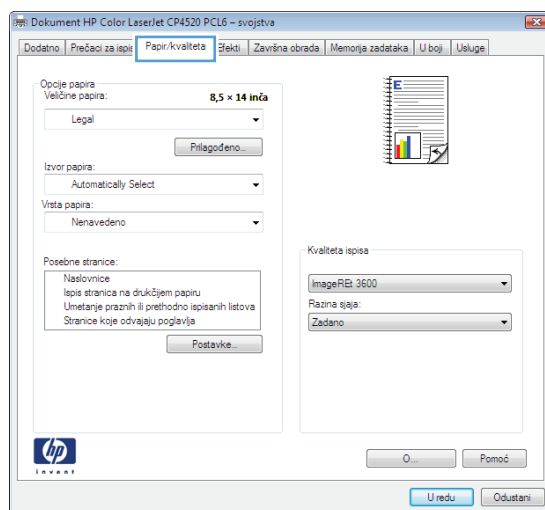 Dokument HP Color LaserJet CP4520 PCL6 – svojstva
Dodatno Prečaci za ispis Papir/kvaliteta Efekti Završna obrada Memorija zadataka U boji Usluge
Opcije papira
Veličine papira: 8,5 × 14 inča
Legal
Prilagođeno...
Izvor papira:
Automatically Select
Vrsta papira:
Nenavedeno
Posebne stranice:
Naslovnice
Ispis stranica na drukčijem papiru
Umetanje praznih ili prethodno ispisanih listova
Stranice koje odvajaju poglavlja
Postavke...
E
Kvaliteta ispisa
ImageREt 3600
Razina sjaja:
Zadano
hp
invent
O...
Pomoć
U redu
Odustani